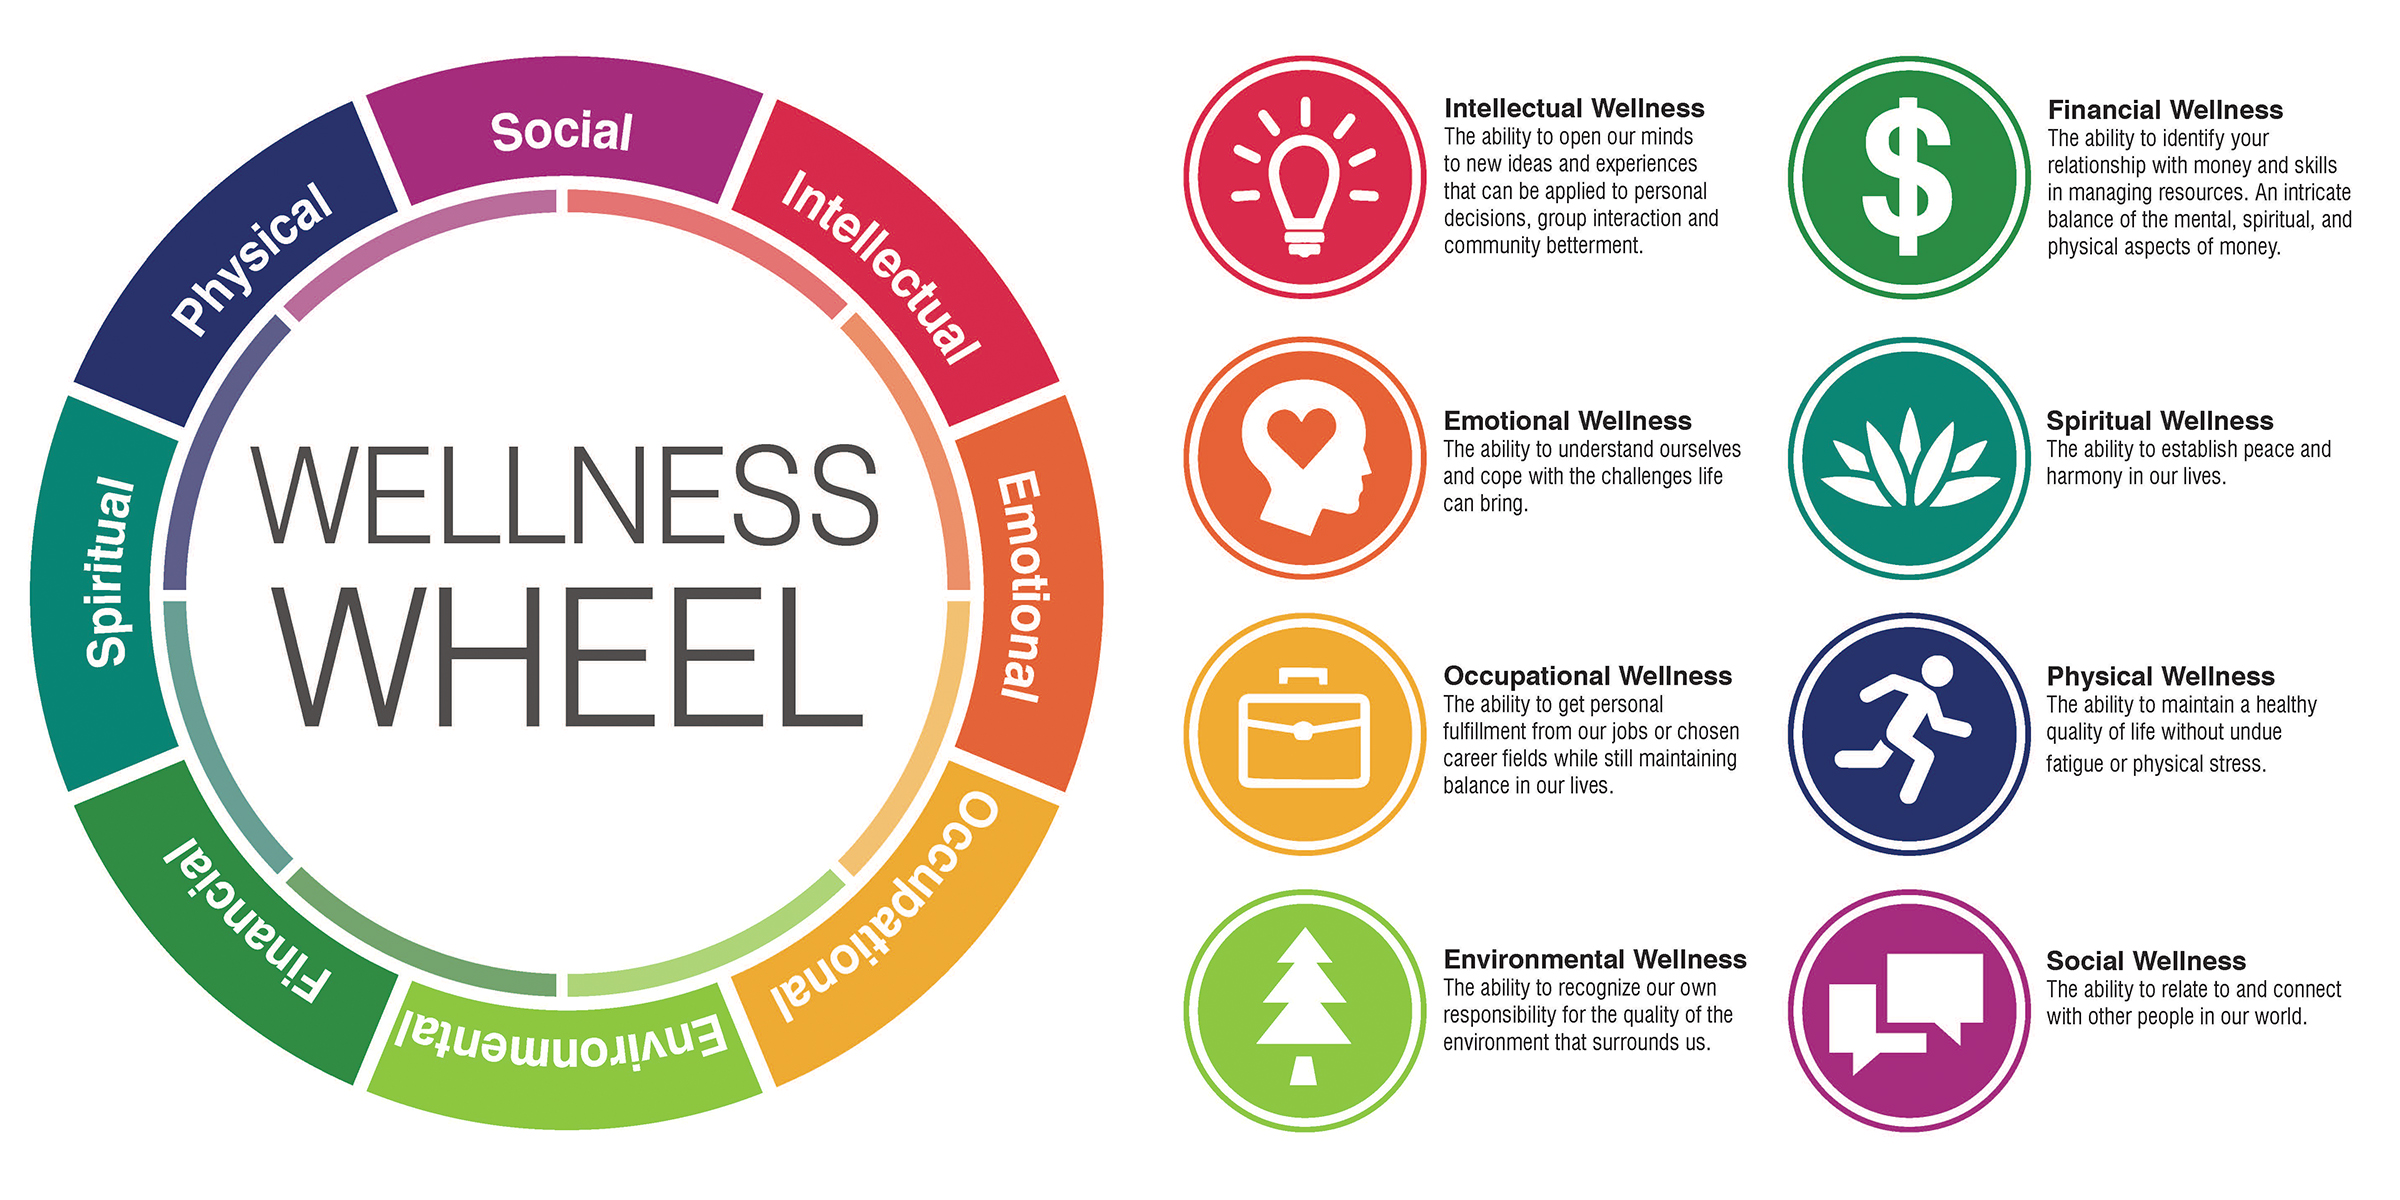 Social
Intellectual
Emotional
Occupational
Environmental
Financial
Spiritual
Physical
WELLNESS
WHEEL
Intellectual Wellness
The ability to open our minds
to new ideas and experiences
that can be applied to personal
decisions, group interaction and
community betterment.
Emotional Wellness
The ability to understand ourselves
and cope with the challenges life
can bring.
Occupational Wellness
The ability to get personal
fulfillment from our jobs or chosen
career fields while still maintaining
balance in our lives.
Environmental Wellness
The ability to recognize our own
responsibility for the quality of the
environment that surrounds us.
Financial Wellness
The ability to identify your
relationship with money and skills
in managing resources. An intricate
balance of the mental, spiritual, and
physical aspects of money.
Spiritual Wellness
The ability to establish peace and
harmony in our lives.
Physical Wellness
The ability to maintain a healthy
quality of life without undue
fatigue or physical stress.
Social Wellness
The ability to relate to and connect
with other people in our world.